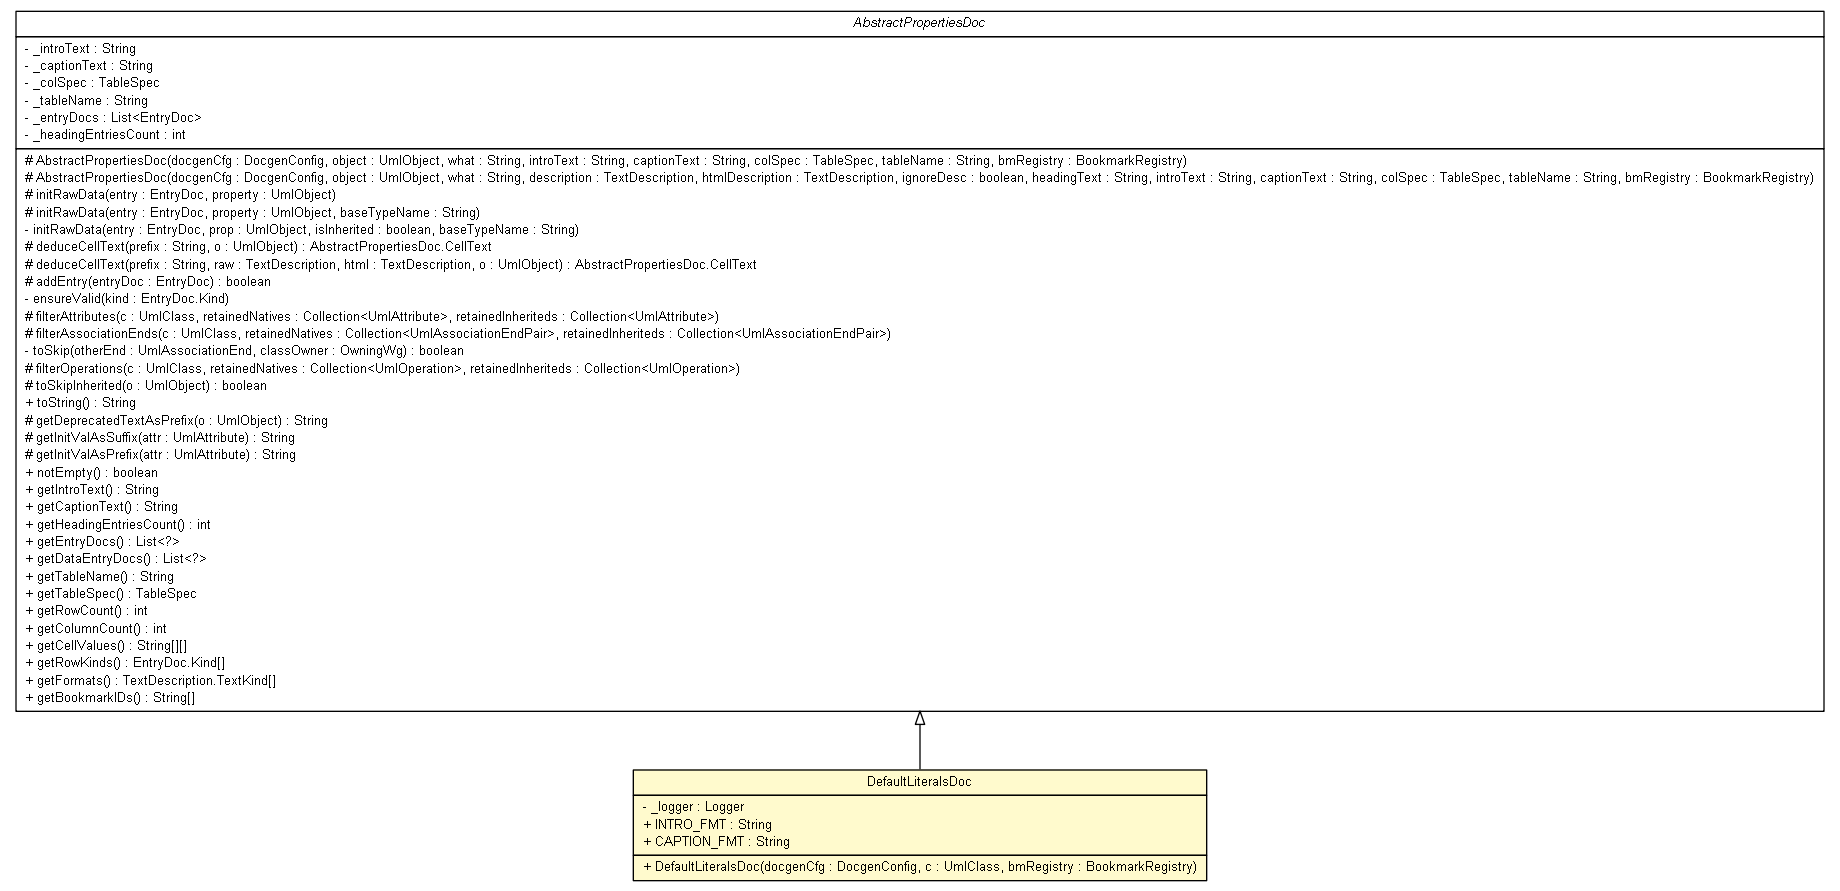 AbstractPropertiesDoc
- _introText : String
- _captionText : String
- _colSpec : TableSpec
- _tableName : String
- _entryDocs : List<EntryDoc>
- _headingEntriesCount : int
# AbstractPropertiesDoc(docgenCfg : DocgenConfig, object : UmlObject, what : String, introText : String, captionText : String, colSpec : TableSpec, tableName : String, bmRegistry : BookmarkRegistry)
# AbstractPropertiesDoc(docgenCfg : DocgenConfig, object : UmlObject, what : String, description : TextDescription, htmlDescription : TextDescription, ignoreDesc : boolean, headingText : String, introText : String, captionText : String, colSpec : TableSpec, tableName : String, bmRegistry : BookmarkRegistry)
# initRawData(entry : EntryDoc, property : UmlObject)
# initRawData(entry : EntryDoc, property : UmlObject, baseTypeName : String)
- initRawData(entry : EntryDoc, prop : UmlObject, isInherited : boolean, baseTypeName : String)
# deduceCellText(prefix : String, o : UmlObject) : AbstractPropertiesDoc.CellText
# deduceCellText(prefix : String, raw : TextDescription, html : TextDescription, o : UmlObject) : AbstractPropertiesDoc.CellText
# addEntry(entryDoc : EntryDoc) : boolean
- ensureValid(kind : EntryDoc.Kind)
# filterAttributes(c : UmlClass, retainedNatives : Collection<UmlAttribute>, retainedInheriteds : Collection<UmlAttribute>)
# filterAssociationEnds(c : UmlClass, retainedNatives : Collection<UmlAssociationEndPair>, retainedInheriteds : Collection<UmlAssociationEndPair>)
- toSkip(otherEnd : UmlAssociationEnd, classOwner : OwningWg) : boolean
# filterOperations(c : UmlClass, retainedNatives : Collection<UmlOperation>, retainedInheriteds : Collection<UmlOperation>)
# toSkipInherited(o : UmlObject) : boolean
+ toString() : String
# getDeprecatedTextAsPrefix(o : UmlObject) : String
# getInitValAsSuffix(attr : UmlAttribute) : String
# getInitValAsPrefix(attr : UmlAttribute) : String
+ notEmpty() : boolean
+ getIntroText() : String
+ getCaptionText() : String
+ getHeadingEntriesCount() : int
+ getEntryDocs() : List<?>
+ getDataEntryDocs() : List<?>
+ getTableName() : String
+ getTableSpec() : TableSpec
+ getRowCount() : int
+ getColumnCount() : int
+ getCellValues() : String[][]
+ getRowKinds() : EntryDoc.Kind[]
+ getFormats() : TextDescription.TextKind[]
+ getBookmarkIDs() : String[]
DefaultLiteralsDoc
- _logger : Logger
+ INTRO_FMT : String
+ CAPTION_FMT : String
+ DefaultLiteralsDoc(docgenCfg : DocgenConfig, c : UmlClass, bmRegistry : BookmarkRegistry)